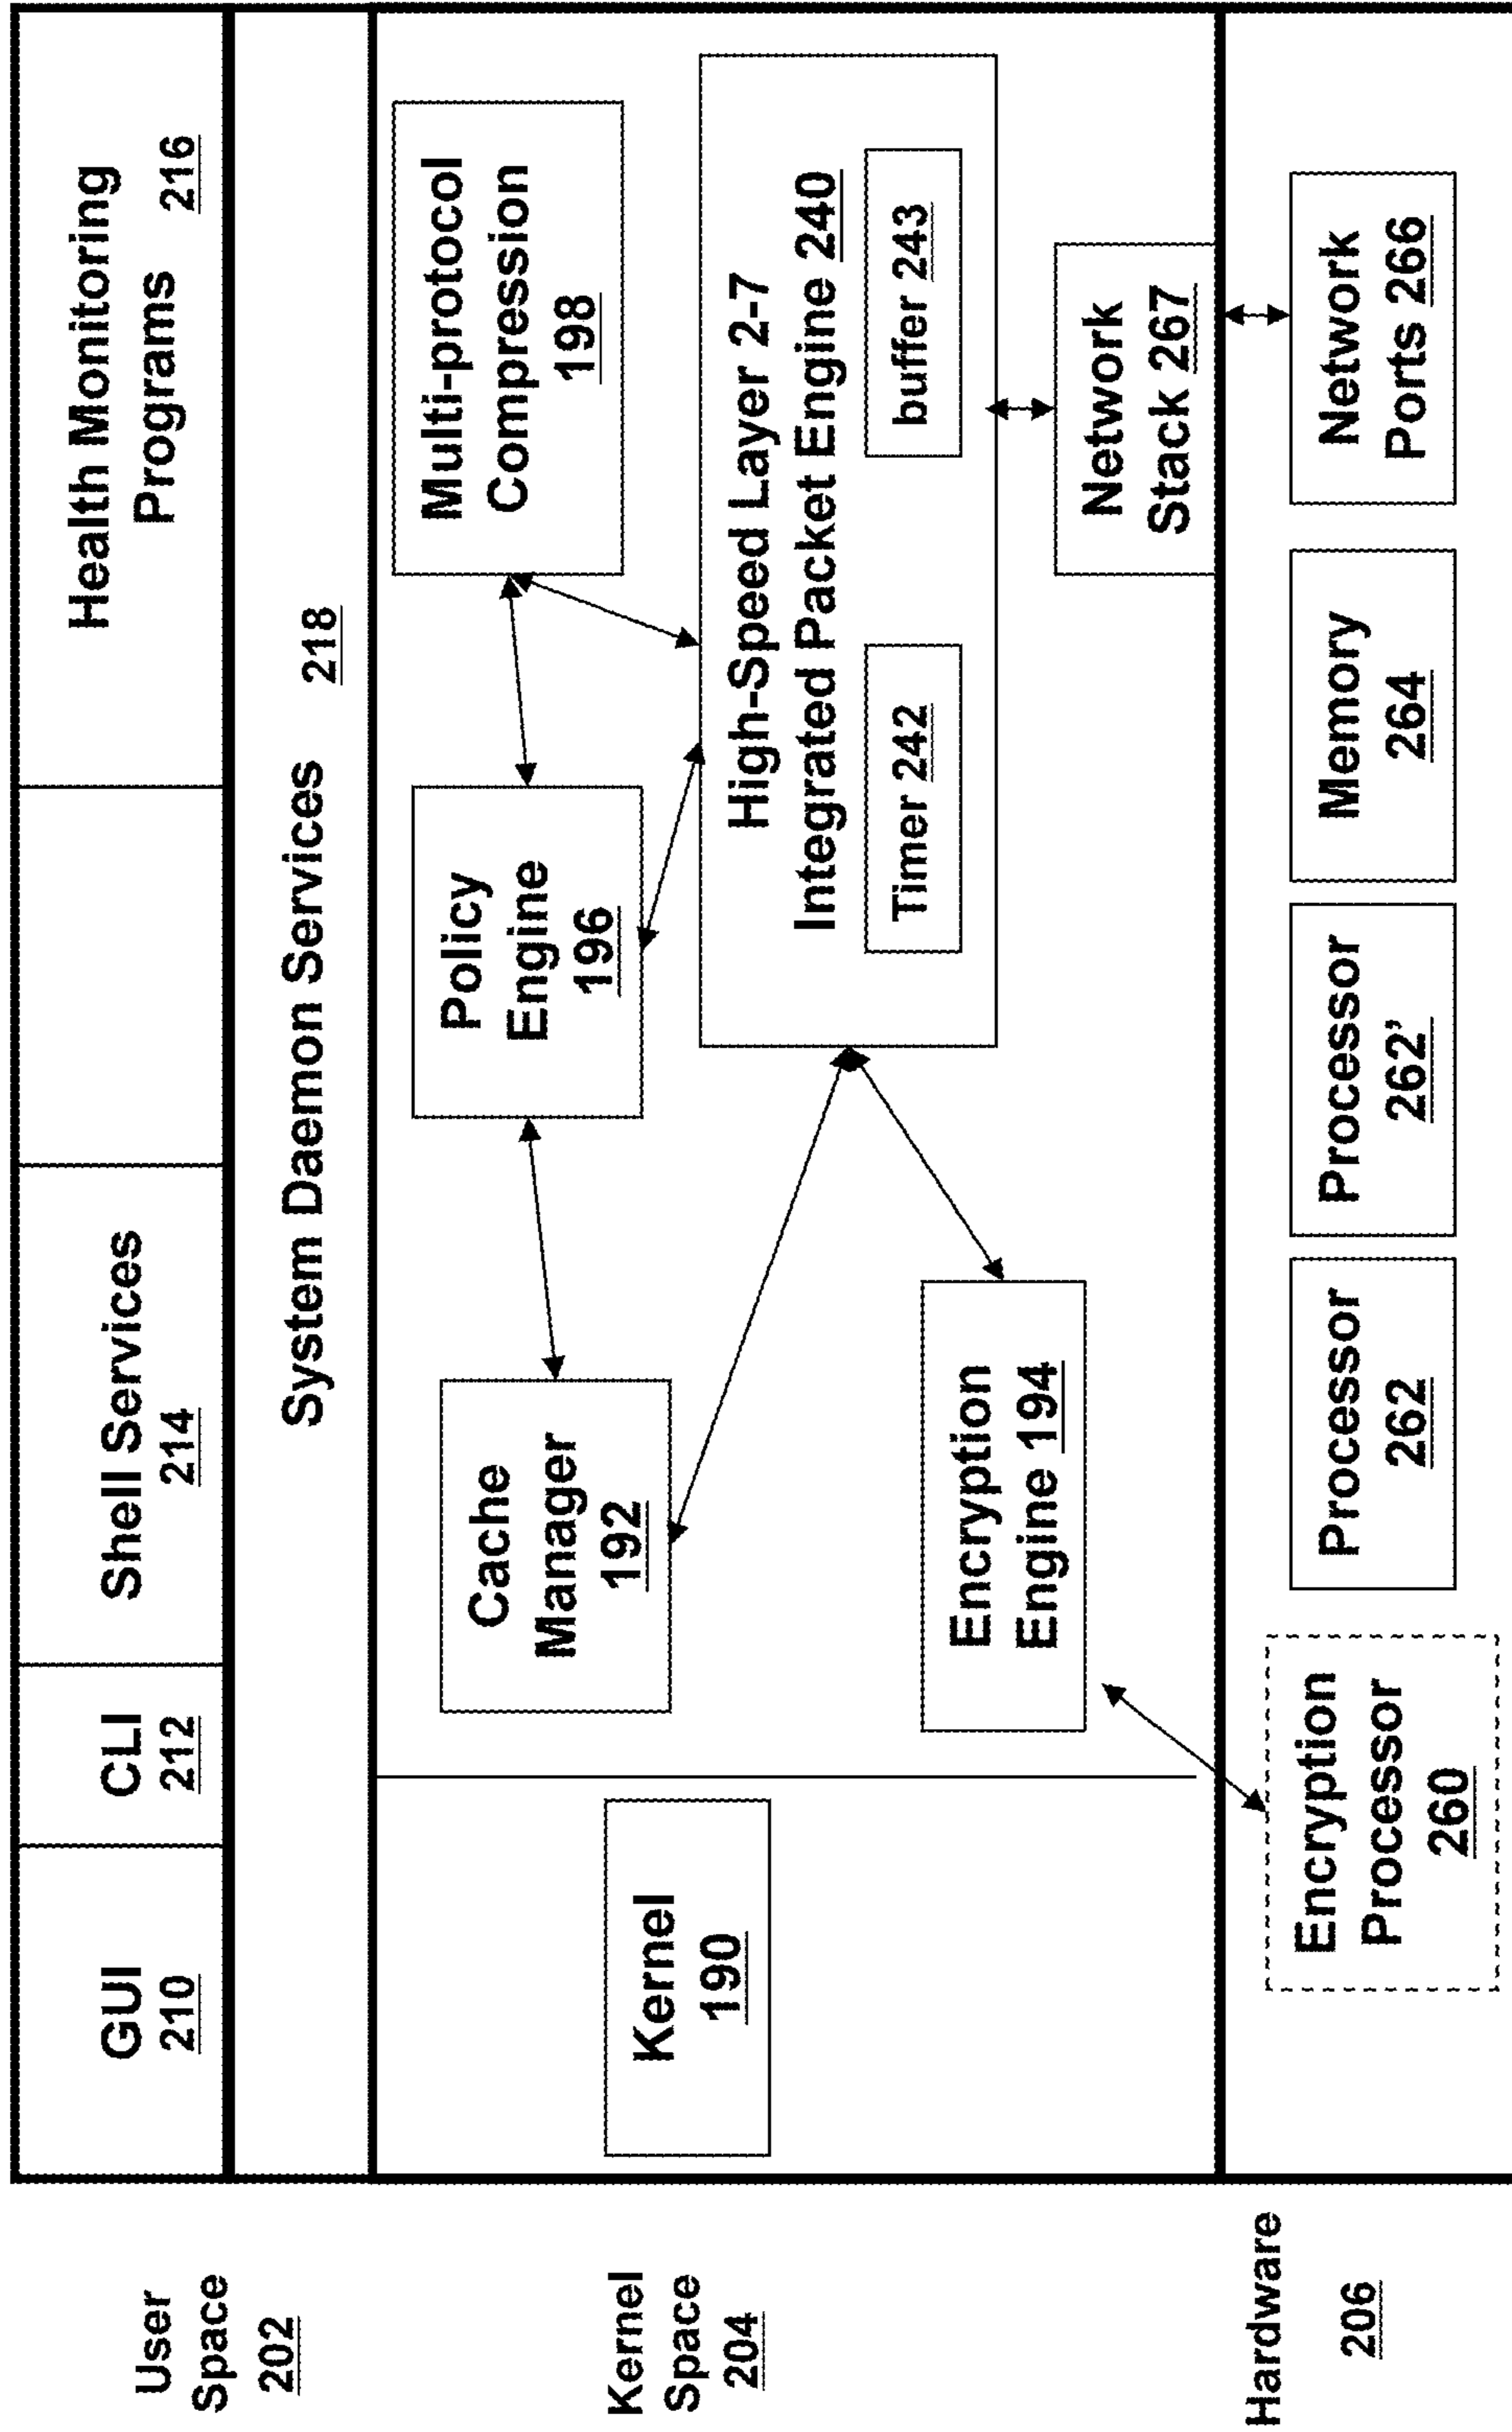 User
Space
202
GUI
210
CLI
212
Shell Services
214
Health Monitoring
Programs 216
System Daemon Services 218
Kernel
Space
204
Kernel
190
Cache
Manager
192
Policy
Engine
196
Multi-protocol
Compression
198
High-Speed Layer 2-7
Integrated Packet Engine 240
Timer 242
buffer 243
Encryption
Engine 194
Network
Stack 267
Hardware
206
Encryption
Processor
260
Processor
262
Processor
262’
Memory
264
Network
Ports 266